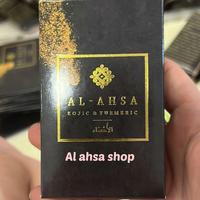 AL-AHSA
KOJIC & TURMERIC
Al ahsa shop